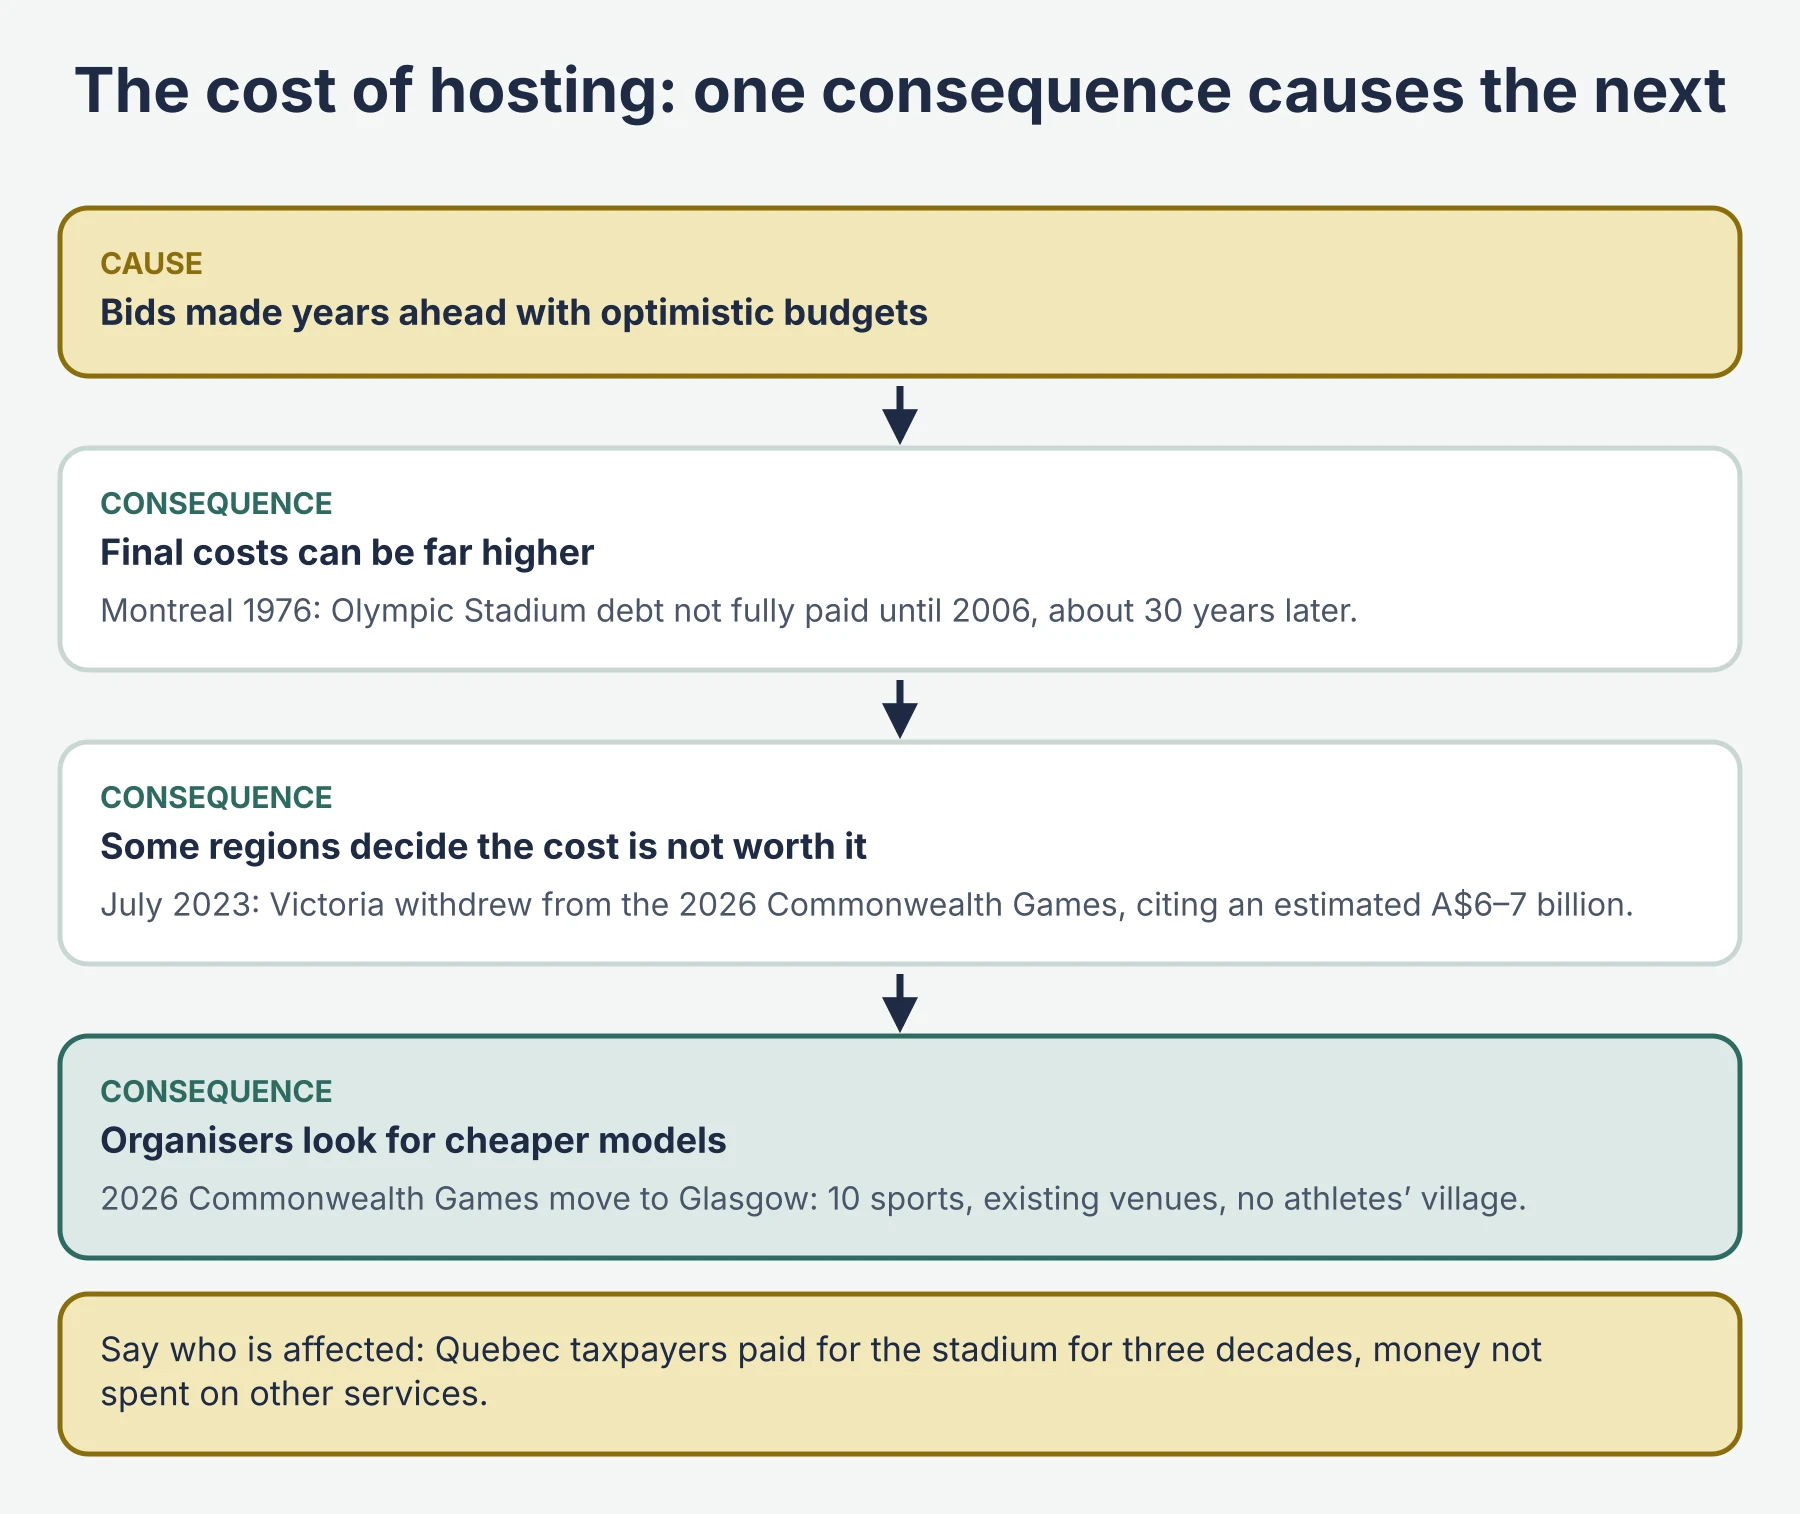 The cost of hosting: one consequence causes the next
CAUSE
Bids made years ahead with optimistic budgets
CONSEQUENCE
Final costs can be far higher
Montreal 1976: Olympic Stadium debt not fully paid until 2006, about 30 years later.
CONSEQUENCE
Some regions decide the cost is not worth it
July 2023: Victoria withdrew from the 2026 Commonwealth Games, citing an estimated A$6–7 billion.
CONSEQUENCE
Organisers look for cheaper models
2026 Commonwealth Games move to Glasgow: 10 sports, existing venues, no athletes’ village.
Say who is affected: Quebec taxpayers paid for the stadium for three decades, money not
spent on other services.